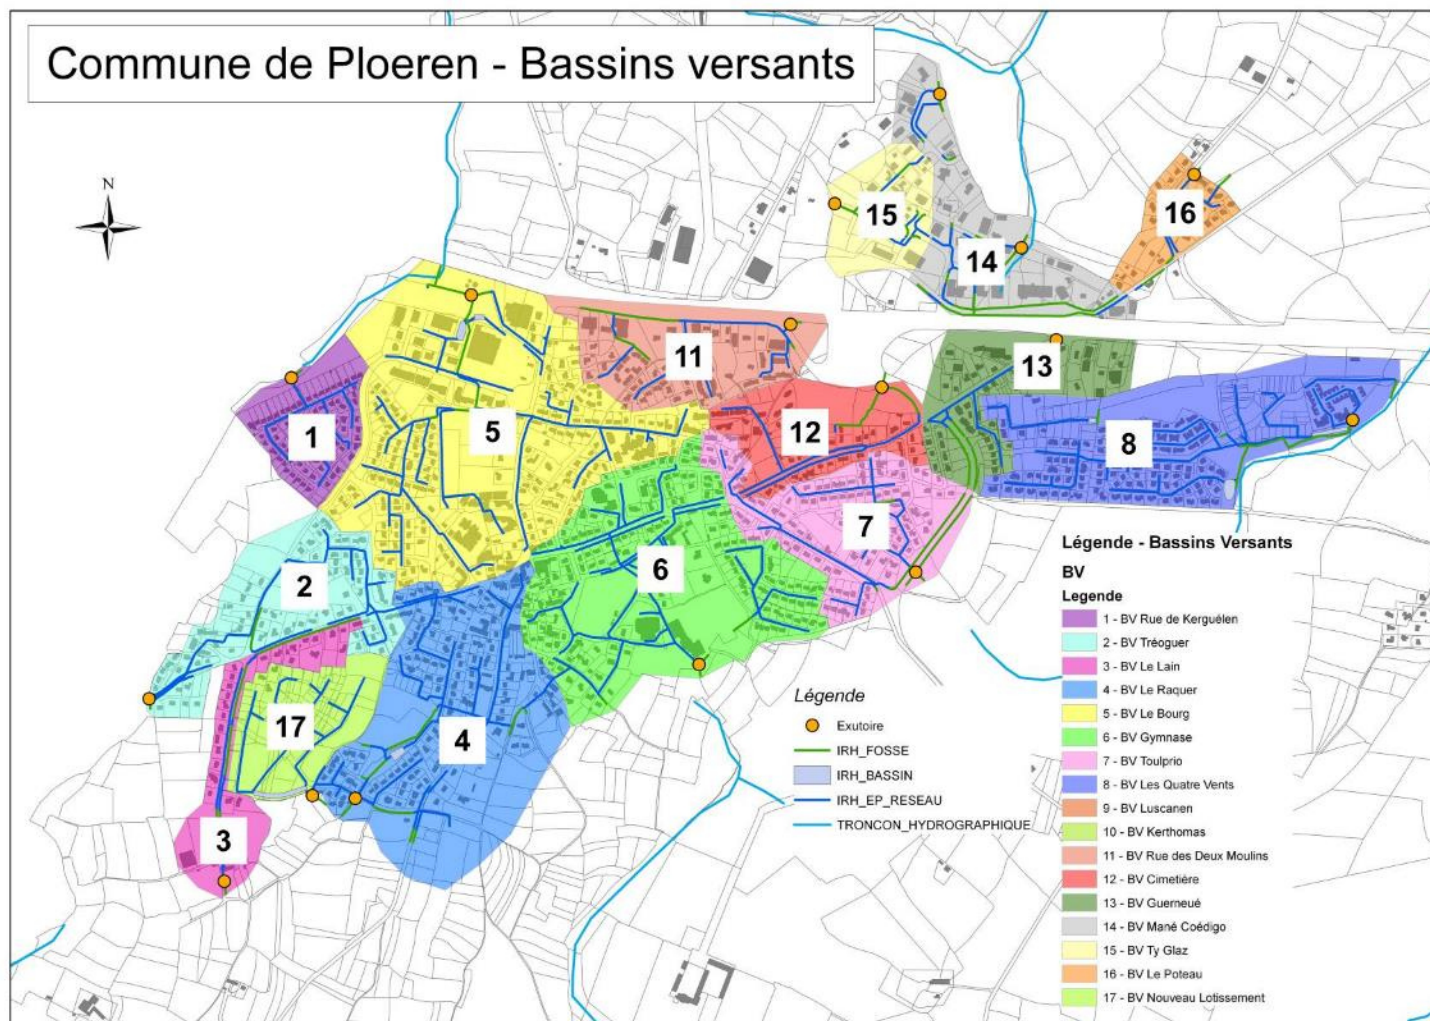 Commune de Ploeren - Bassins versants
N
15
16
14
11
13
1
5
12
8
7
2
6
17
4
3
Légende
Exutoire
IRH_FOSSE
IRH_BASSIN
IRH_EP_RESEAU
TRONCON_HYDROGRAPHIQUE
Légende - Bassins Versants
BV
Legende
1 - BV Rue de Kerguélen
2 - BV Tréoguer
3 - BV Le Lain
4 - BV Le Raquer
5 - BV Le Bourg
6 - BV Gymnase
7 - BV Toulprio
8 - BV Les Quatre Vents
9 - BV Luscanen
10 - BV Kerthomas
11 - BV Rue des Deux Moulins
12 - BV Cimetière
13 - BV Guerneué
14 - BV Mané Coëdigo
15 - BV Ty Glaz
16 - BV Le Poteau
17 - BV Nouveau Lotissement